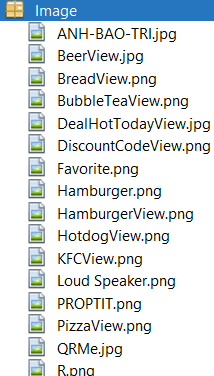 Image
ANH-BAO-TRI.jpg
BeerView.jpg
BreadView.png
BubbleTeaView.png
DealHotTodayView.jpg
DiscountCodeView.png
Favorite.png
Hamburger.png
HamburgerView.png
HotdogView.png
KFCView.png
Loud Speaker.png
PROPTIT.png
PizzaView.png
QRMe.jpg
R.png